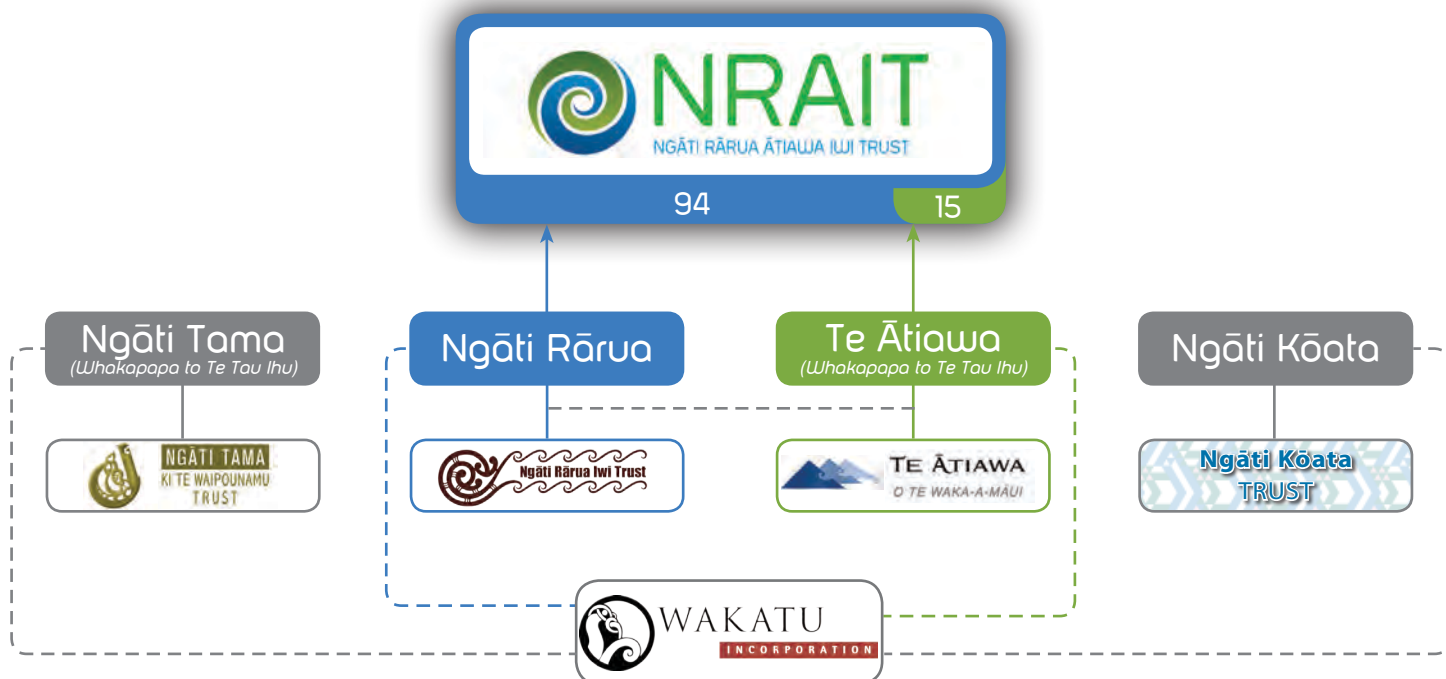 NRAIT
NGĀTI RĀRUA ĀTIAWA IWI TRUST
94
15
Ngāti Tama
(Whakapapa to Te Tau Ihu)
Ngāti Rārua
Te Ātiawa
(Whakapapa to Te Tau Ihu)
Ngāti Kōata
NGĀTI TAMA
KI TE WAIPOUNAMU
TRUST
Ngāti Rārua Iwi Trust
TE ĀTIAWA
O TE WAKA-A-MĀUI
Ngāti Kōata
TRUST
WAKATU
INCORPORATION